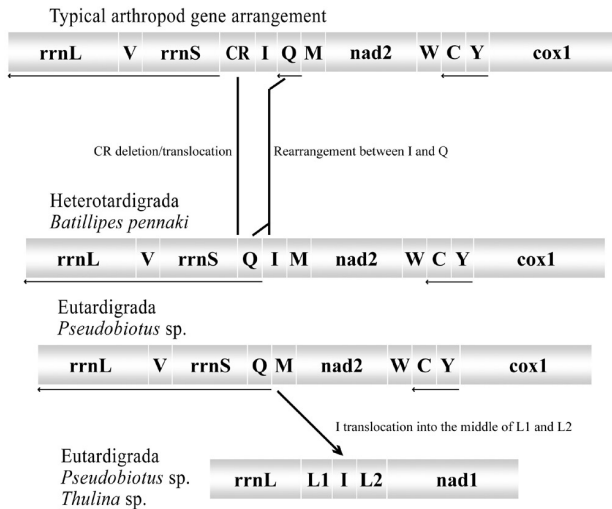 Typical arthropod gene arrangement
rrnL V rrnS CR I Q M nad2 W C Y cox1
CR deletion/translocation
Rearrangement between I and Q
Heterotardigrada
Batillipes pennaki
rrnL V rrnS Q I M nad2 W C Y cox1
Eutardigrada
Pseudobiotus sp.
rrnL V rrnS Q M nad2 W C Y cox1
I translocation into the middle of L1 and L2
Eutardigrada
Pseudobiotus sp.
Thulina sp.
rrnL L1 I L2 nad1